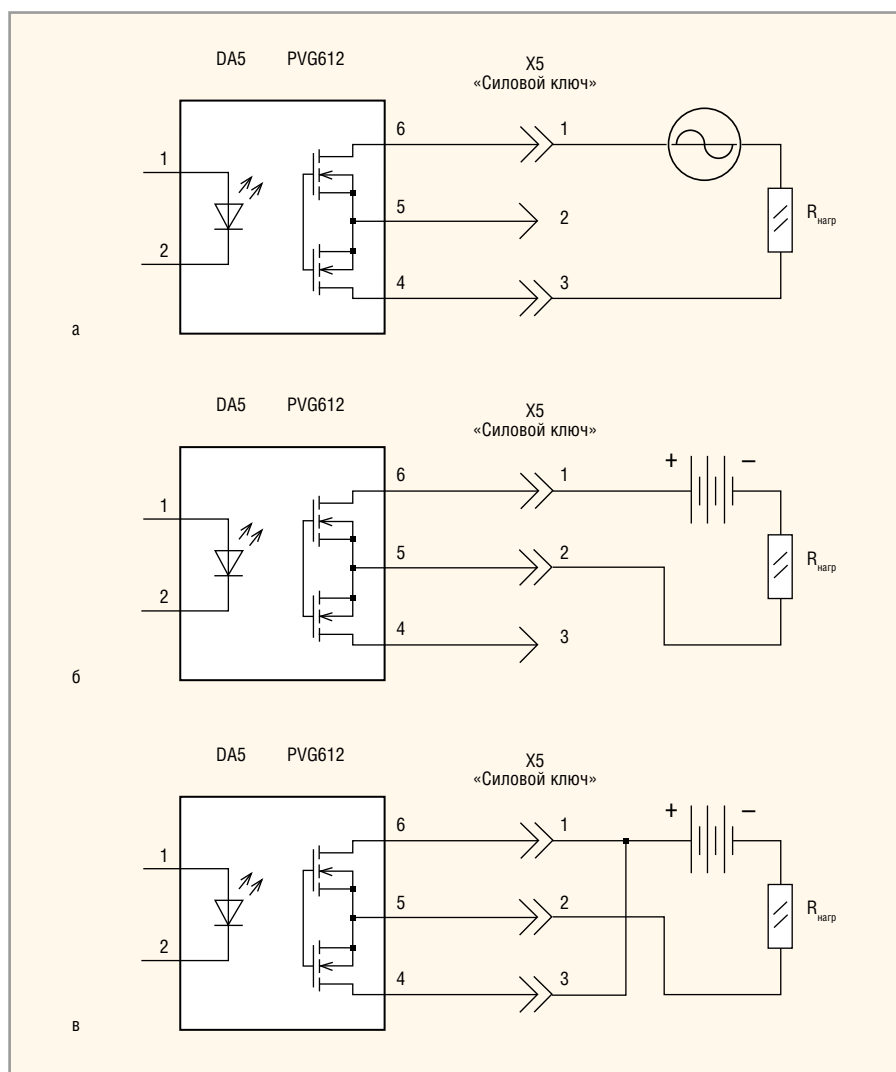 DA5 PVG612
X5
«Силовой ключ»
6 1
1
5 2
Rнагр
2
4 3
а
DA5 PVG612
X5
«Силовой ключ»
+ –
6 1
1
5 2
Rнагр
2
4 3
б
DA5 PVG612
X5
«Силовой ключ»
+ –
6 1
1
5 2
Rнагр
2
4 3
в